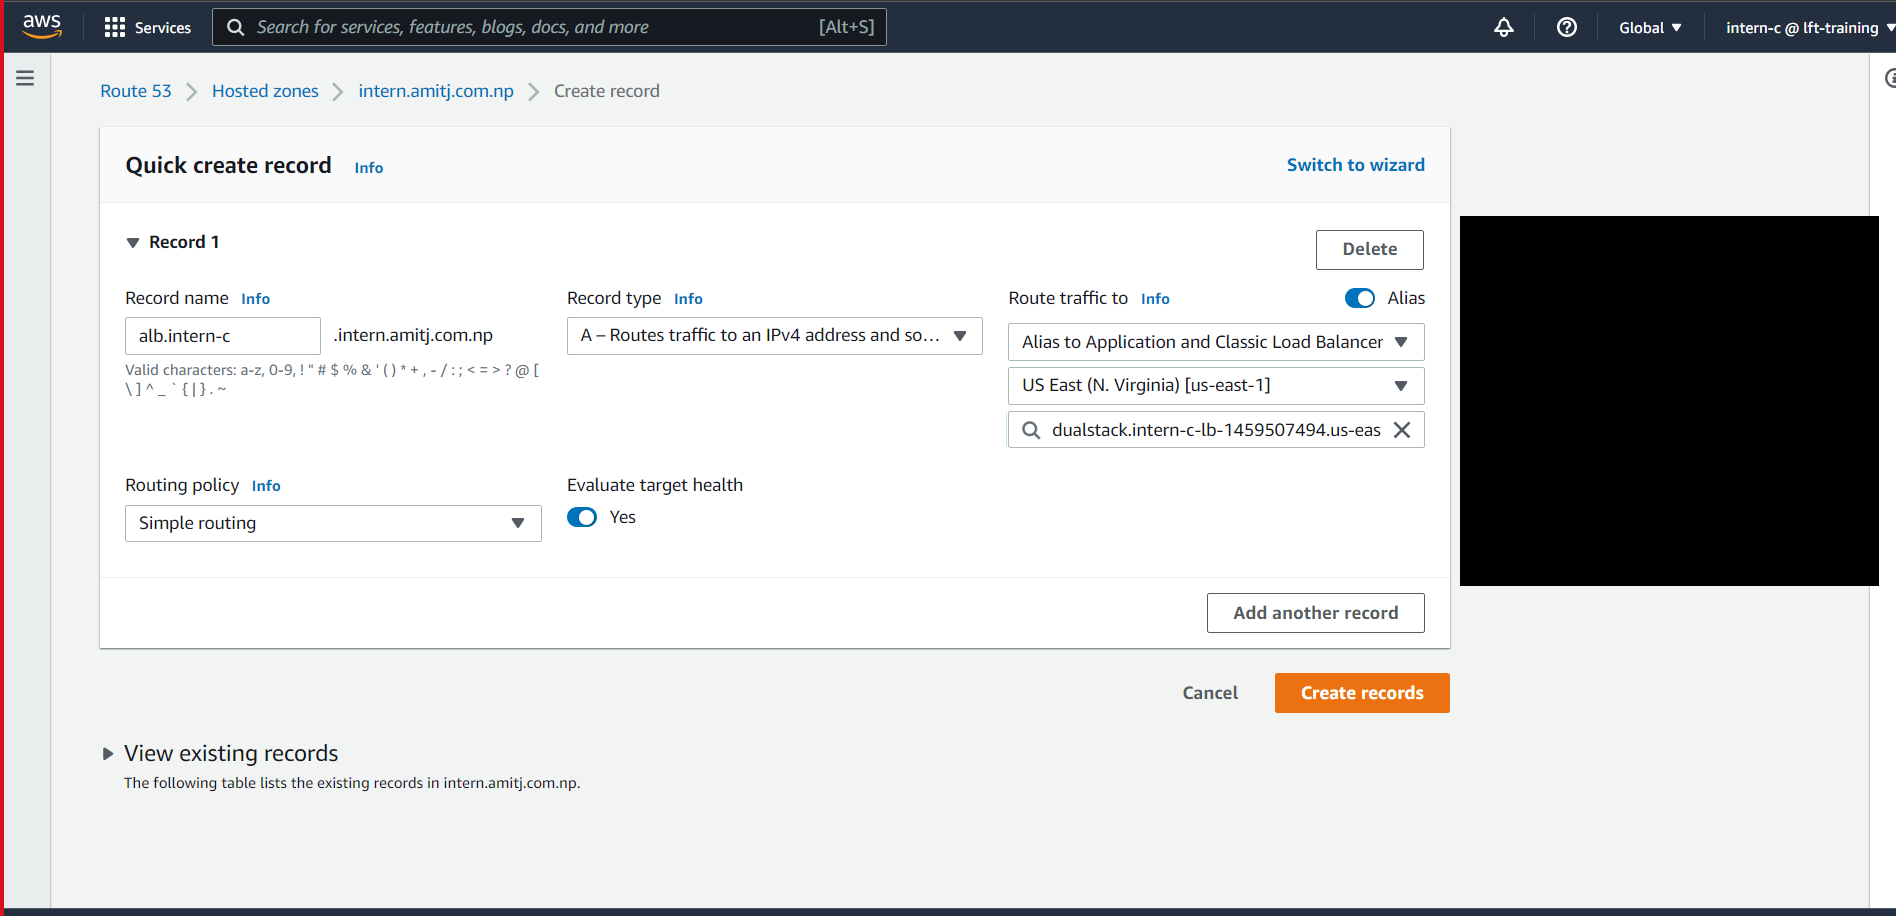 aws
Services
Search for services, features, blogs, docs, and more
[Alt+S]
Global
intern-c @ lft-training
Route 53
Hosted zones
intern.amitj.com.np
Create record
Quick create record
Info
Switch to wizard
Record 1
Delete
Record name Info
Record type Info
Route traffic to Info
Alias
alb.intern-c
.intern.amitj.com.np
A – Routes traffic to an IPv4 address and so...
Alias to Application and Classic Load Balancer
Valid characters: a-z, 0-9, ! " # $ % & ' ( ) * + , - / : ; < = > ? @ [
\ ] ^ _ ` { | } . ~
US East (N. Virginia) [us-east-1]
dualstack.intern-c-lb-1459507494.us-eas
Routing policy Info
Evaluate target health
Simple routing
Yes
Add another record
Cancel
Create records
View existing records
The following table lists the existing records in intern.amitj.com.np.